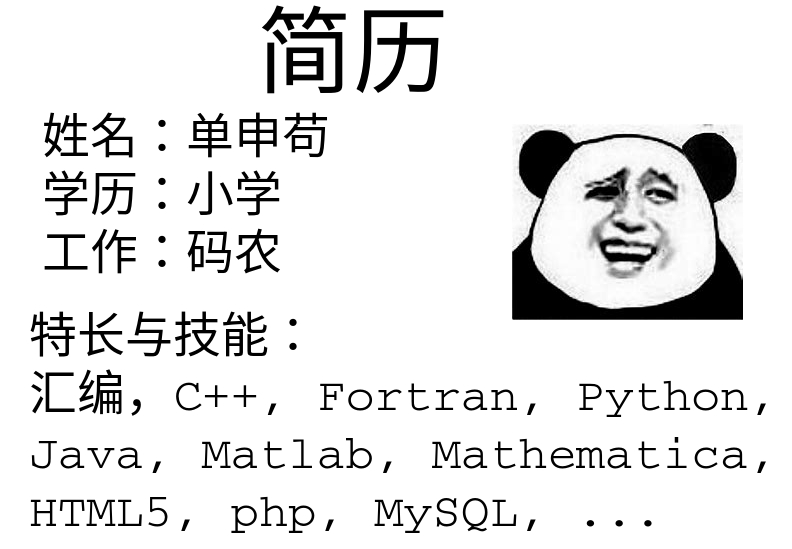 简历
姓名：单申苟
学历：小学
工作：码农
特长与技能：
汇编，C++, Fortran, Python,
Java, Matlab, Mathematica,
HTML5, php, MySQL, ...